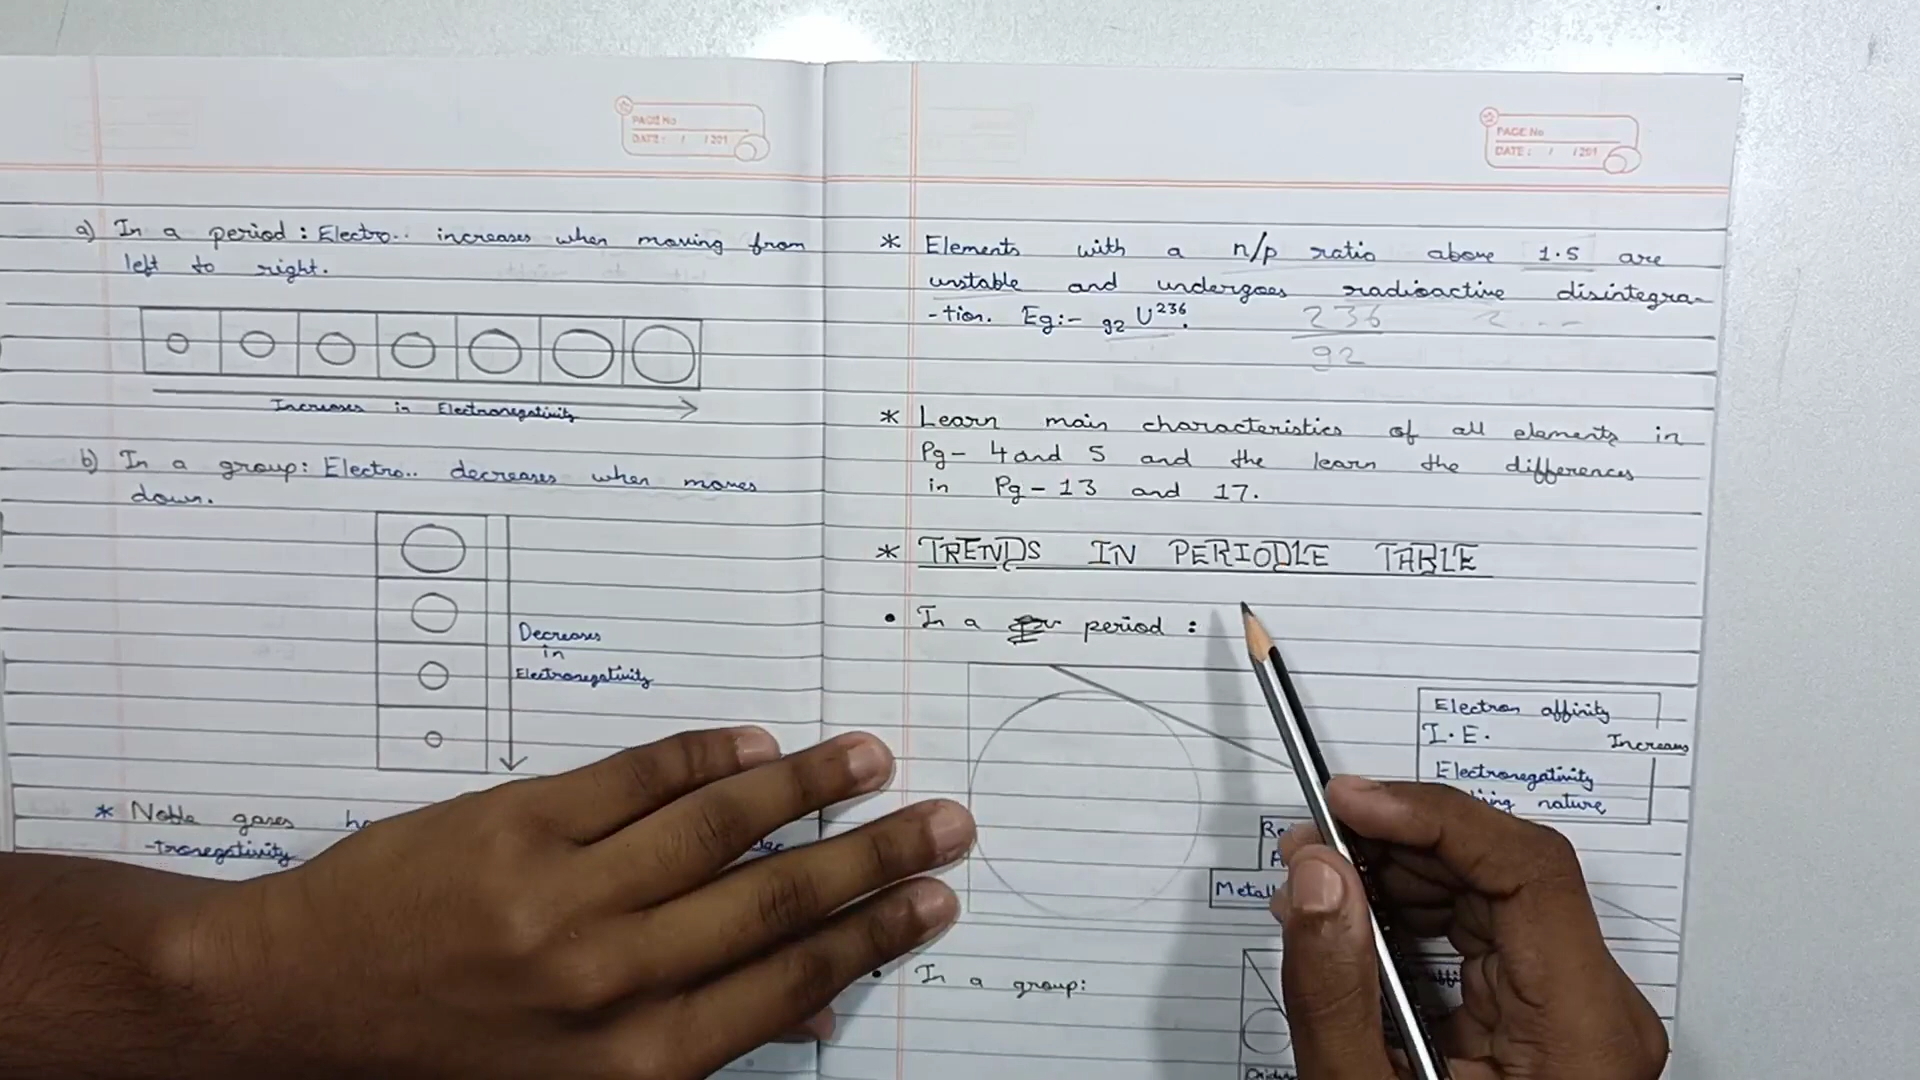 PAGE No
DATE: / /201
a) In a period: Electro.. increases when moving from
left to right.
Increases in Electronegativity
b) In a group: Electro.. decreases when moves
down.
Decreases
in
Electronegativity
* Noble gases
-tronegativity
PAGE No
DATE: / /201
* Elements with a n/p ratio above 1.5 are
unstable and undergoes radioactive disintegra-
-tion. Eg:- 92 U 236.
236
92
2...
* Learn main characteristics of all elements in
Pg- 4 and 5 and the learn the differences
in Pg-13 and 17.
* TRENDS IN PERIODIE TABLE
• In a period:
Electron affinity
I.E.
Increases
Electronegativity
nature
• In a group: